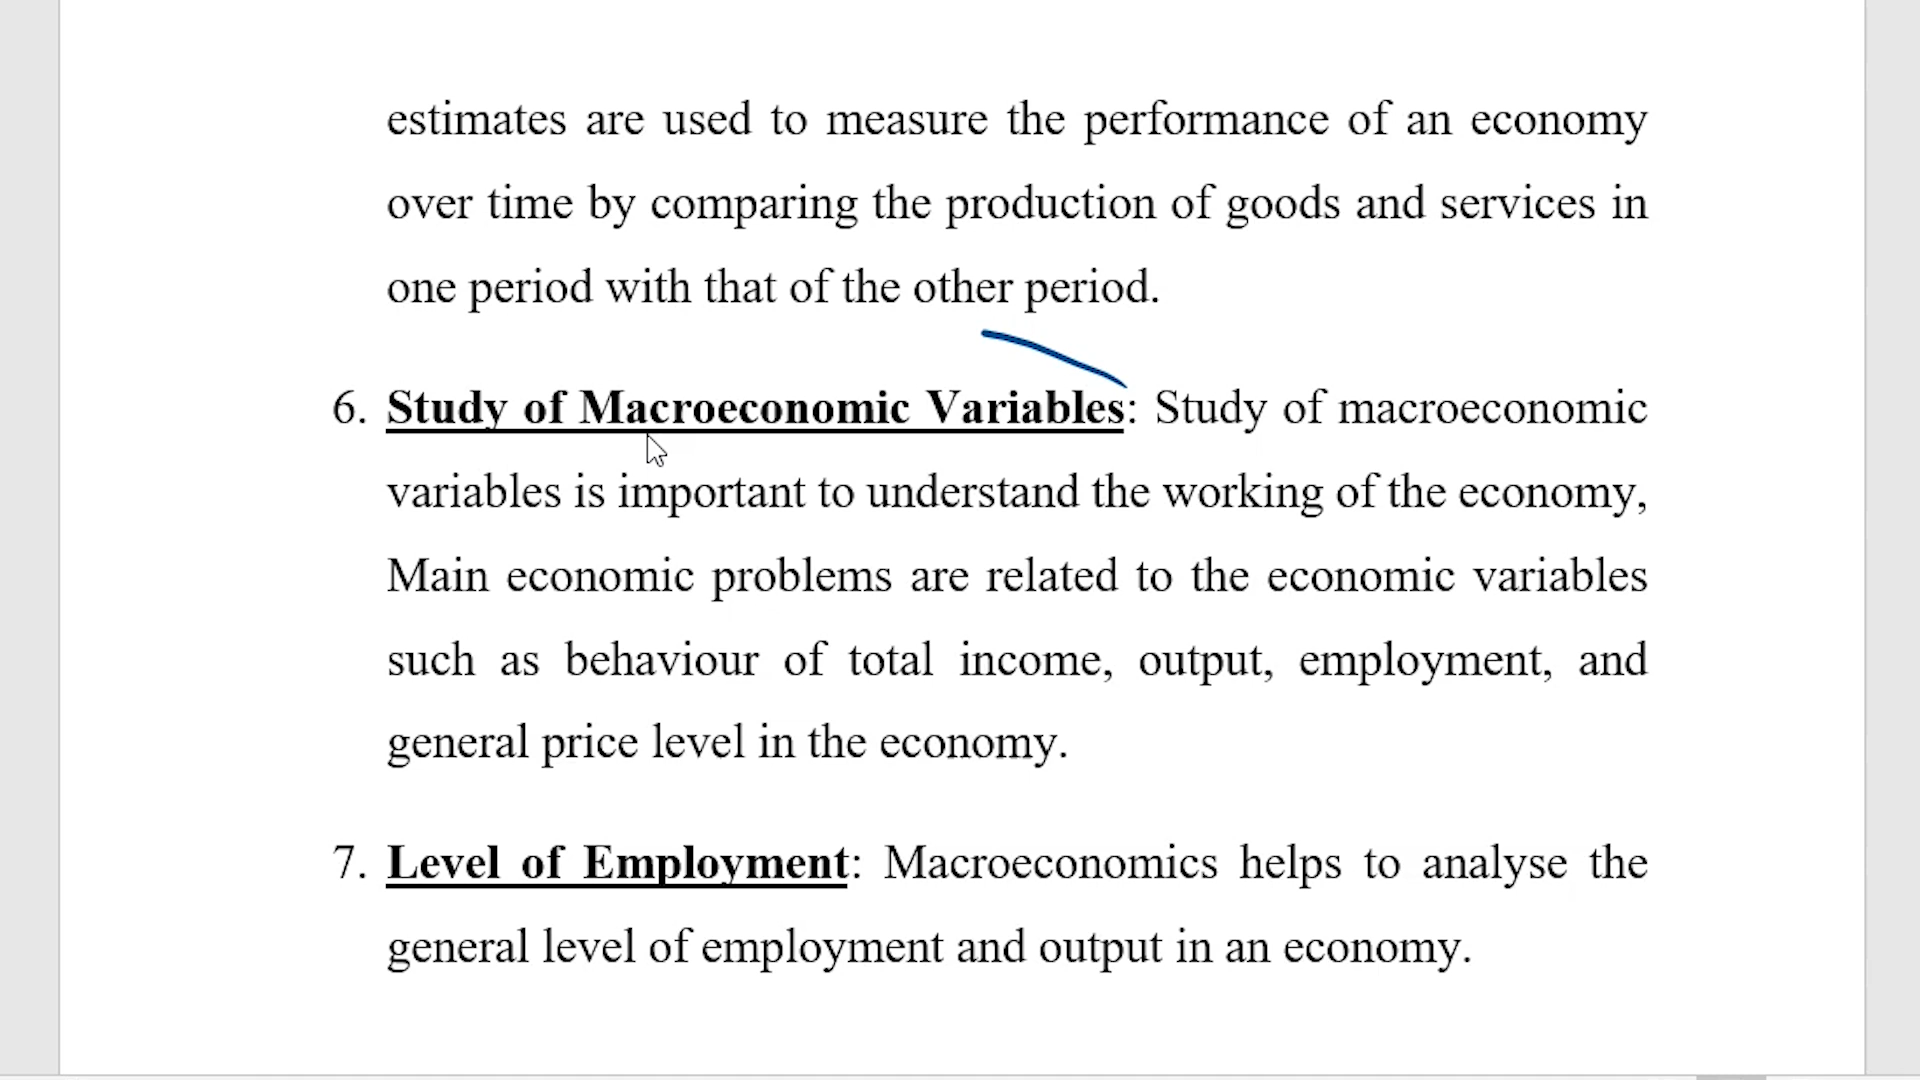 estimates are used to measure the performance of an economy
over time by comparing the production of goods and services in
one period with that of the other period.
6. Study of Macroeconomic Variables: Study of macroeconomic
variables is important to understand the working of the economy,
Main economic problems are related to the economic variables
such as behaviour of total income, output, employment, and
general price level in the economy.
7. Level of Employment: Macroeconomics helps to analyse the
general level of employment and output in an economy.